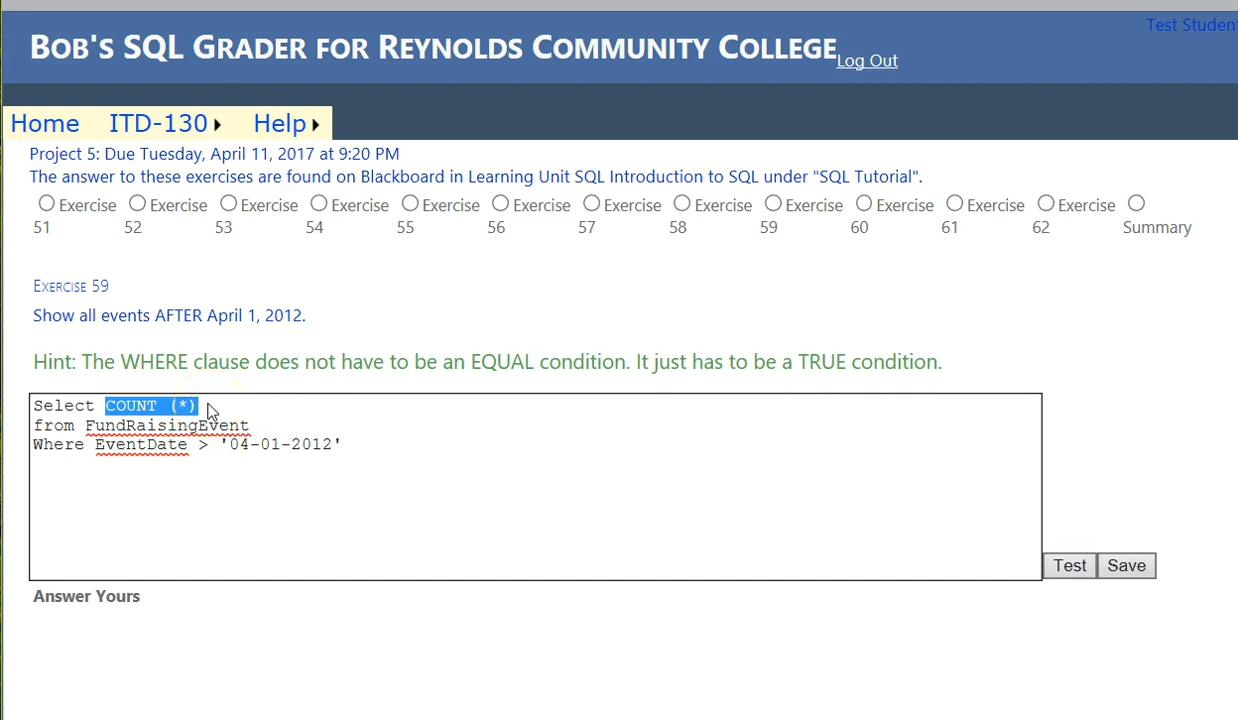 Test Student
Bob's SQL Grader for Reynolds Community College Log Out
Home ITD-130 Help
Project 5: Due Tuesday, April 11, 2017 at 9:20 PM
The answer to these exercises are found on Blackboard in Learning Unit SQL Introduction to SQL under "SQL Tutorial".
Exercise Exercise Exercise Exercise Exercise Exercise Exercise Exercise Exercise Exercise Exercise Exercise
51 52 53 54 55 56 57 58 59 60 61 62 Summary
Exercise 59
Show all events AFTER April 1, 2012.
Hint: The WHERE clause does not have to be an EQUAL condition. It just has to be a TRUE condition.
Select COUNT (*)
from FundRaisingEvent
Where EventDate > '04-01-2012'
Test Save
Answer Yours